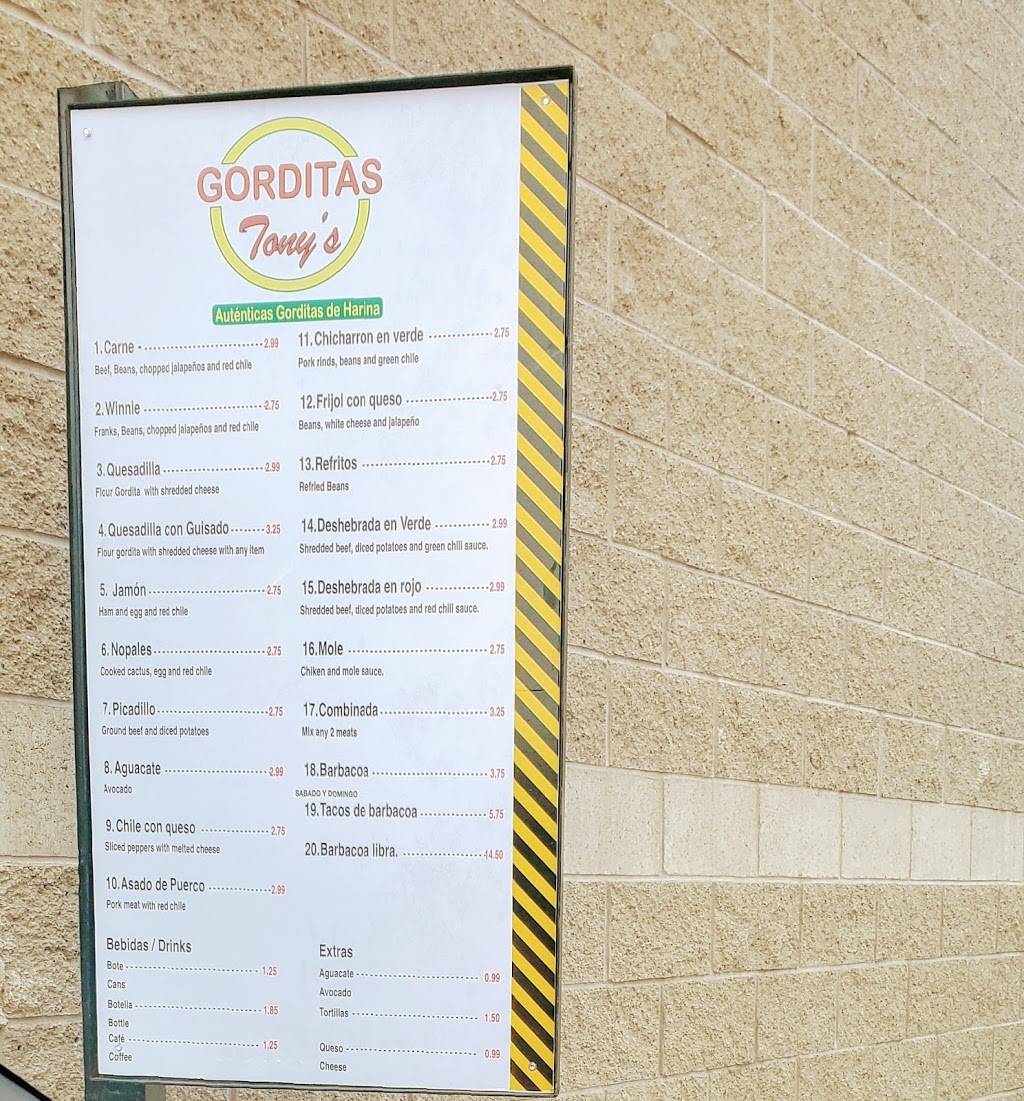 GORDITAS
Tony's
Auténticas Gorditas de Harina
1.Carne 2.99
Beef, Beans, chopped jalapeños and red chile
2.Winnie 2.75
Franks, Beans, chopped jalapeños and red chile
3.Quesadilla 2.99
Flour Gordita with shredded cheese
4.Quesadilla con Guisado 3.25
Flour gordita with shredded cheese with any item
5. Jamón 2.75
Ham and egg and red chile
6.Nopales 2.75
Cooked cactus, egg and red chile
7.Picadillo 2.75
Ground beef and diced potatoes
8.Aguacate 2.99
Avocado
9.Chile con queso 2.75
Sliced peppers with melted cheese
10.Asado de Puerco 2.99
Pork meat with red chile
11.Chicharron en verde 2.75
Pork rinds, beans and green chile
12.Frijol con queso 2.75
Beans, white cheese and jalapeño
13.Refritos 2.75
Refried Beans
14.Deshebrada en Verde 2.99
Shredded beef, diced potatoes and green chili sauce.
15.Deshebrada en rojo 2.99
Shredded beef, diced potatoes and red chili sauce.
16.Mole 2.75
Chiken and mole sauce.
17.Combinada 3.25
Mix any 2 meats
18.Barbacoa 3.75
SABADO Y DOMINGO
19.Tacos de barbacoa 5.75
20.Barbacoa libra. 14.50
Bebidas / Drinks
Bote 1.25
Cans
Botella 1.85
Bottle
Café 1.25
Coffee
Extras
Aguacate 0.99
Avocado
Tortillas 1.50
Queso 0.99
Cheese